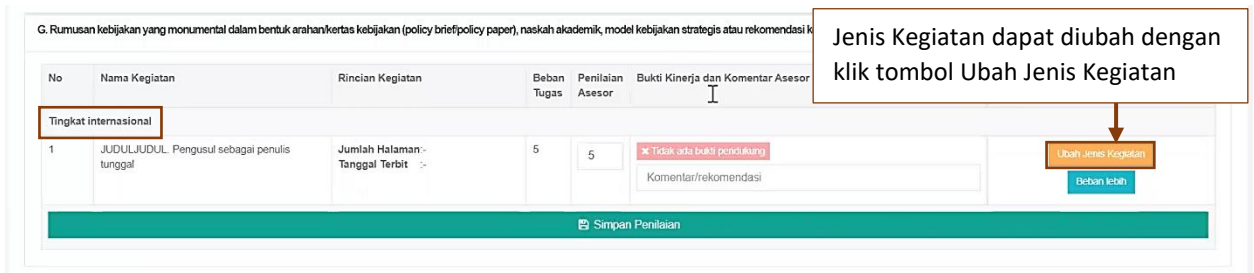 G. Rumusan kebijakan yang monumental dalam bentuk arahan/kertas kebijakan (policy brief/policy paper), naskah akademik, model kebijakan strategis atau rekomendasi
Jenis Kegiatan dapat diubah dengan
klik tombol Ubah Jenis Kegiatan
No Nama Kegiatan Rincian Kegiatan Beban Penilaian Bukti Kinerja dan Komentar Asesor
Tugas Asesor
Tingkat internasional
1 JUDULJUDUL. Pengusul sebagai penulis Jumlah Halaman:- 5 5 Tidak ada bukti pendukung Ubah Jenis Kegiatan
tunggal Tanggal Terbit :- Komentar/rekomendasi Beban lebih
Simpan Penilaian